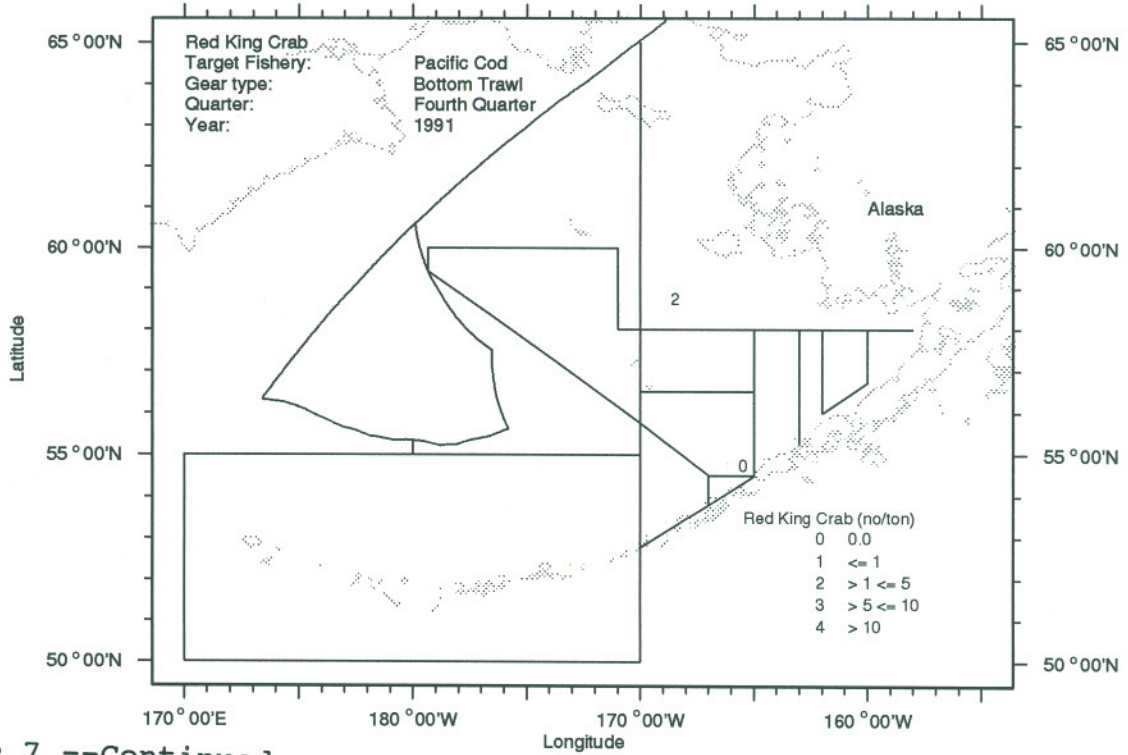 65 °00'N
65 °00'N
Red King Crab
Target Fishery: Pacific Cod
Gear type: Bottom Trawl
Quarter: Fourth Quarter
Year: 1991
Alaska
60 °00'N
60 °00'N
2
Latitude
55 °00'N
55 °00'N
0
Red King Crab (no/ton)
0 0.0
1 <= 1
2 > 1 <= 5
3 > 5 <= 10
4 > 10
50 °00'N
50 °00'N
170 °00'E
180 °00'W
170 °00'W
160 °00'W
Longitude
7.--Continued